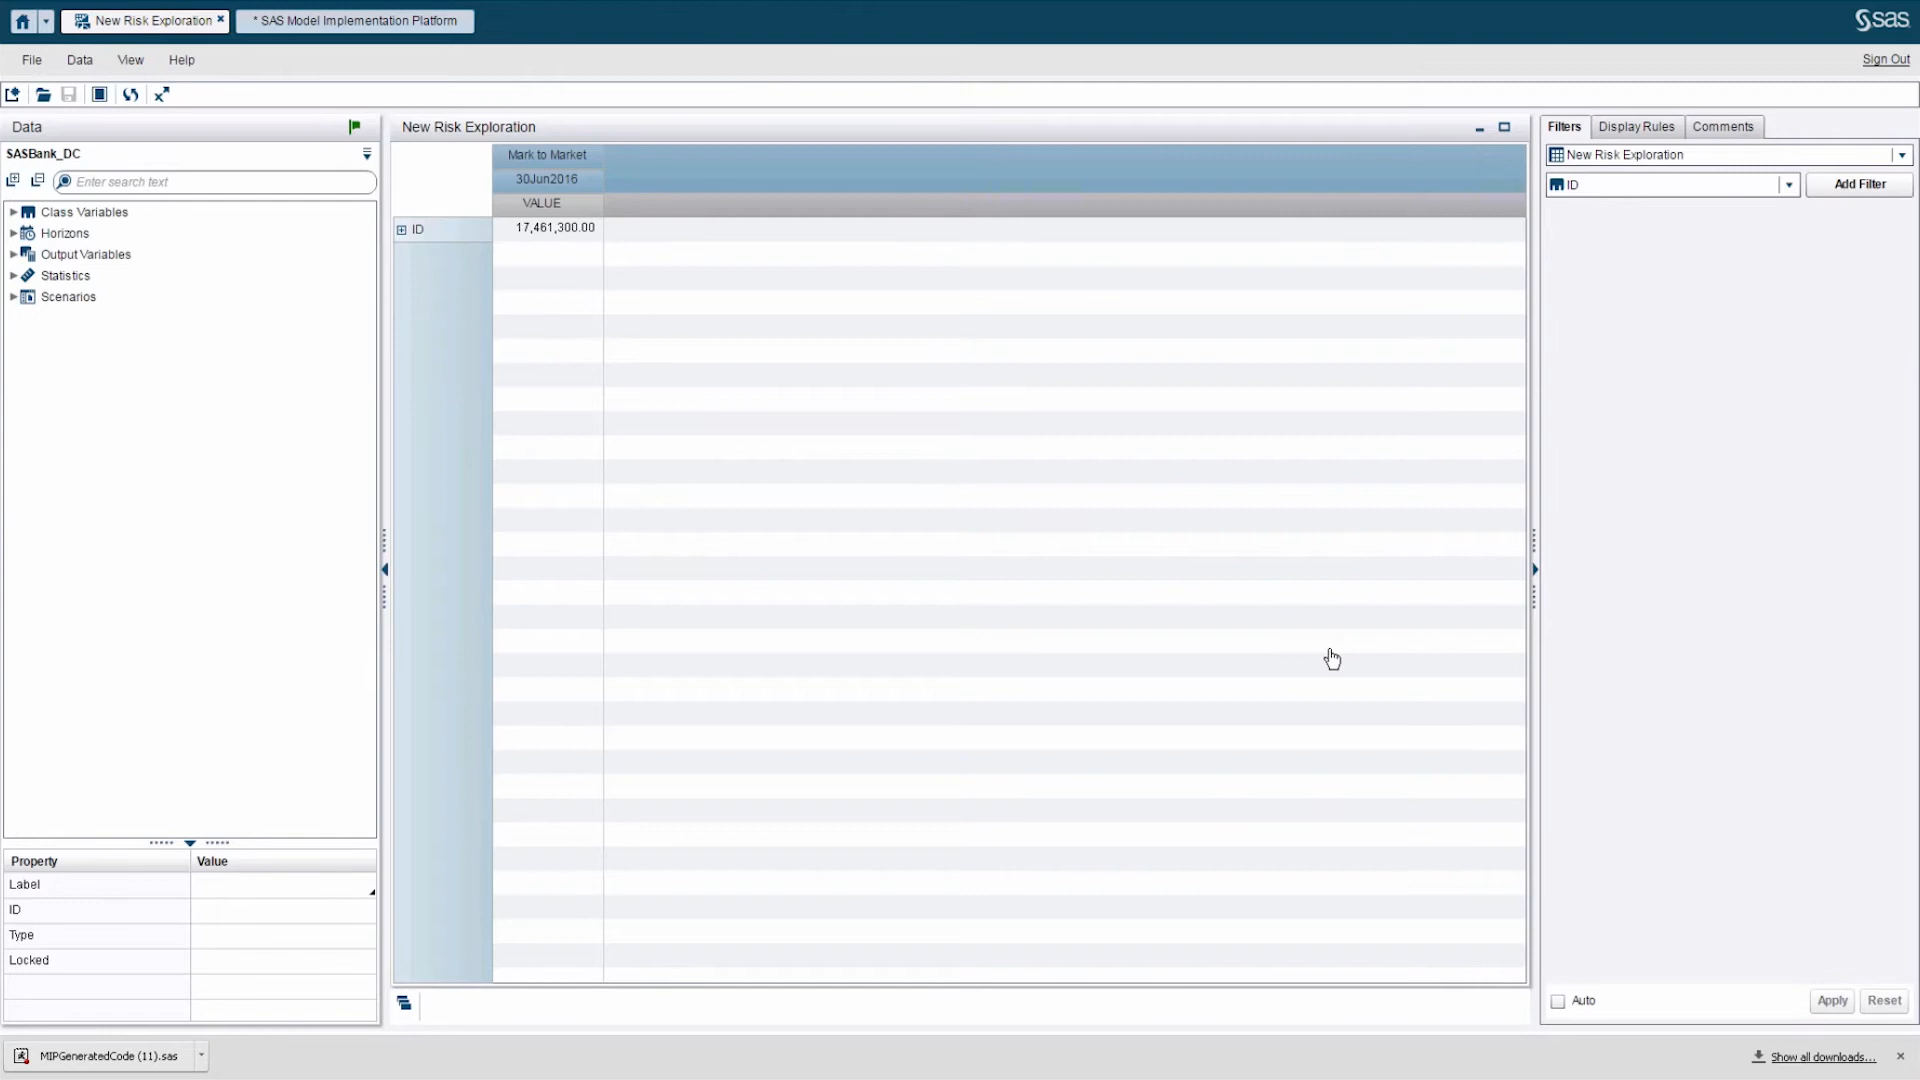 New Risk Exploration
* SAS Model Implementation Platform
sas
File Data View Help
Sign Out
Data
SASBank_DC
Enter search text
Class Variables
Horizons
Output Variables
Statistics
Scenarios
Property Value
Label
ID
Type
Locked
New Risk Exploration
Mark to Market
30Jun2016
VALUE
ID 17,461,300.00
Filters Display Rules Comments
New Risk Exploration
ID Add Filter
Auto Apply Reset
MIPGeneratedCode (11).sas
Show all downloads...